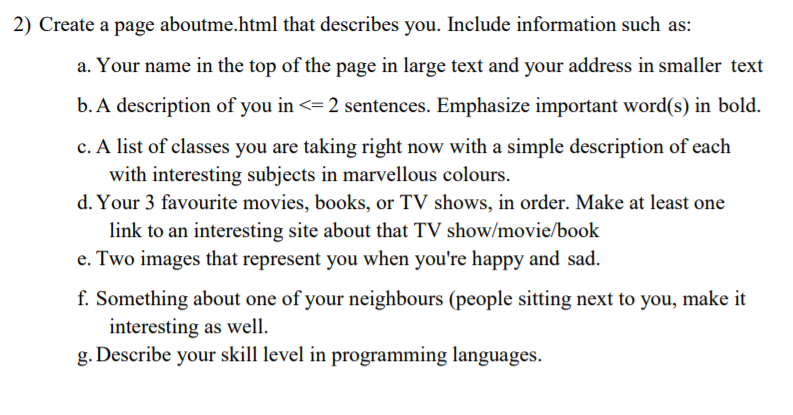 2) Create a page aboutme.html that describes you. Include information such as:
a. Your name in the top of the page in large text and your address in smaller text
b. A description of you in <= 2 sentences. Emphasize important word(s) in bold.
c. A list of classes you are taking right now with a simple description of each
with interesting subjects in marvellous colours.
d. Your 3 favourite movies, books, or TV shows, in order. Make at least one
link to an interesting site about that TV show/movie/book
e. Two images that represent you when you're happy and sad.
f. Something about one of your neighbours (people sitting next to you, make it
interesting as well.
g. Describe your skill level in programming languages.